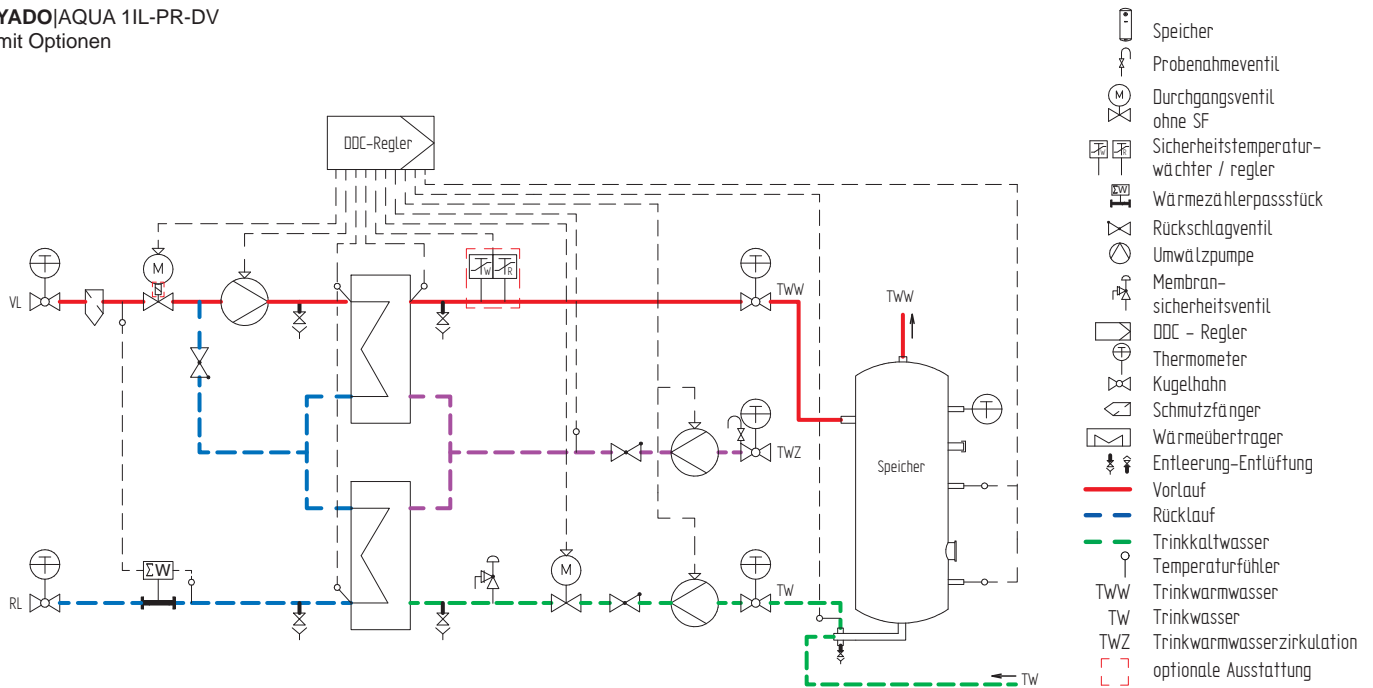 YADO|AQUA 1IL-PR-DV
mit Optionen
DDC-Regler
T
M
W
R
T
VL
TWW
TWW
T
T
TWZ
Speicher
T
ΣW
M
T
RL
TW
TW
Speicher
Probenahmeventil
M
Durchgangsventil
ohne SF
W
R
Sicherheitstemperatur-
wächter / regler
ΣW
Wärmezählerpassstück
Rückschlagventil
Umwälzpumpe
Membran-
sicherheitsventil
DDC - Regler
T
Thermometer
Kugelhahn
Schmutzfänger
Wärmeübertrager
Entleerung-Entlüftung
Vorlauf
Rücklauf
Trinkkaltwasser
Temperaturfühler
TWW Trinkwarmwasser
TW Trinkwasser
TWZ Trinkwarmwasserzirkulation
optionale Ausstattung